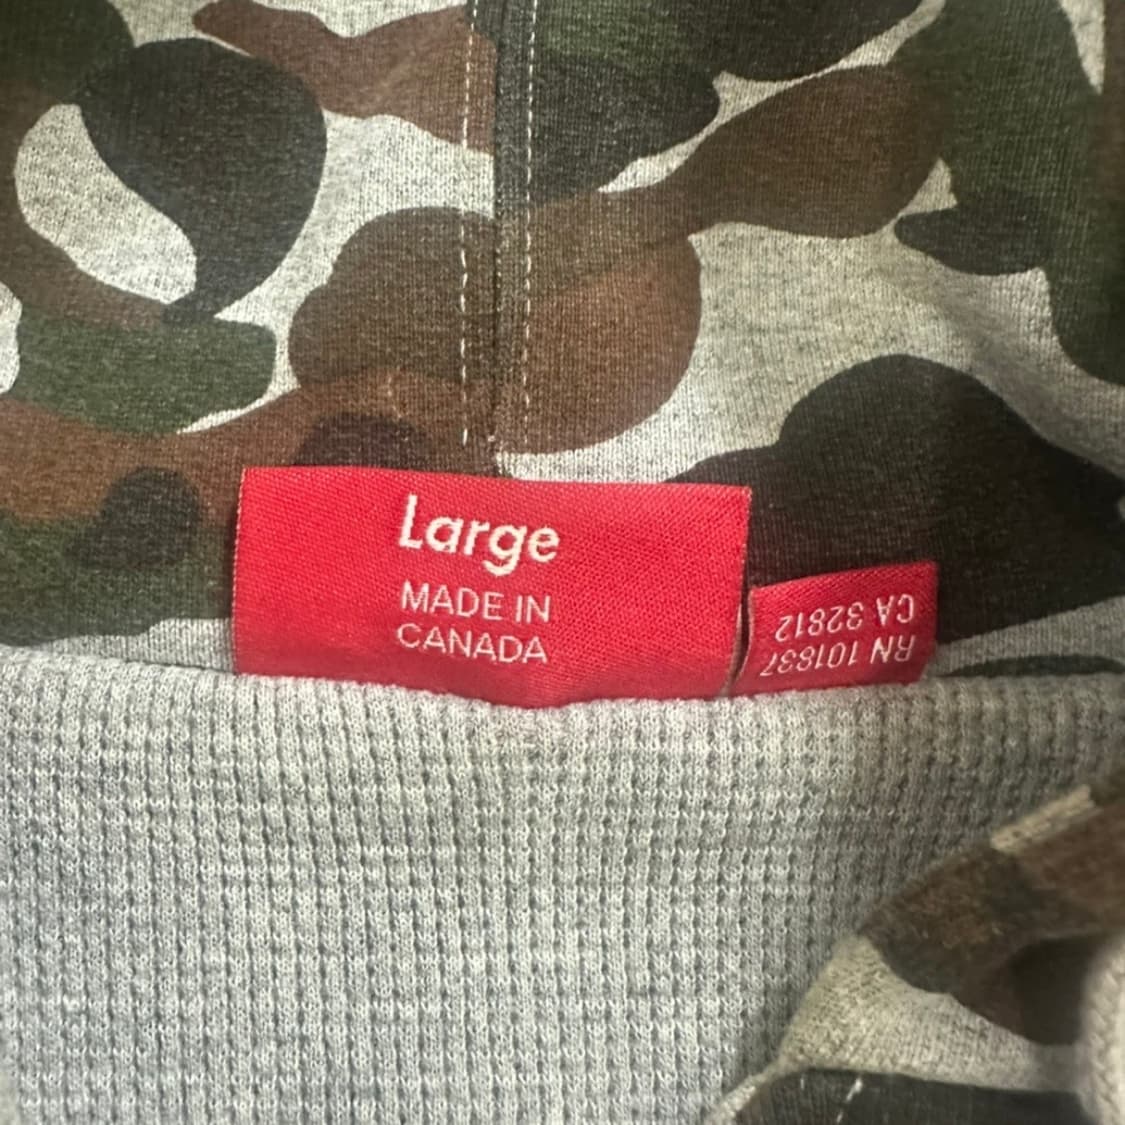 Large
MADE IN
CANADA
RN 101837
CA 32812